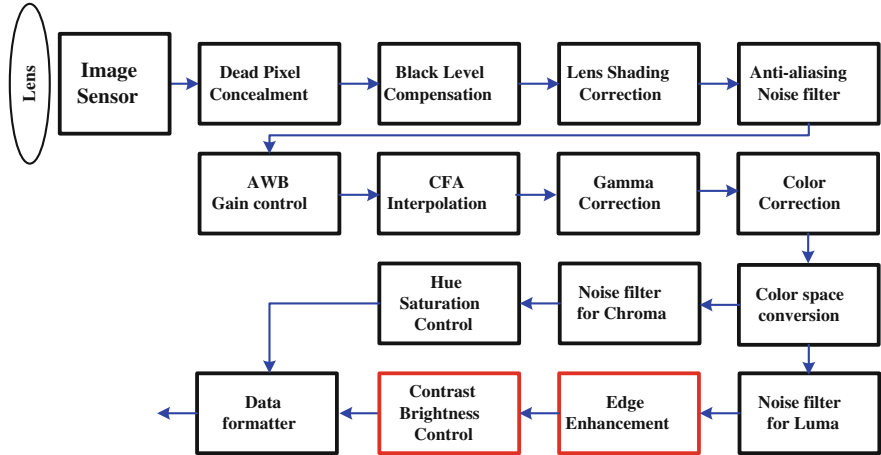 Lens
Image
Sensor
Dead Pixel
Concealment
Black Level
Compensation
Lens Shading
Correction
Anti-aliasing
Noise filter
AWB
Gain control
CFA
Interpolation
Gamma
Correction
Color
Correction
Hue
Saturation
Control
Noise filter
for Chroma
Color space
conversion
Data
formatter
Contrast
Brightness
Control
Edge
Enhancement
Noise filter
for Luma